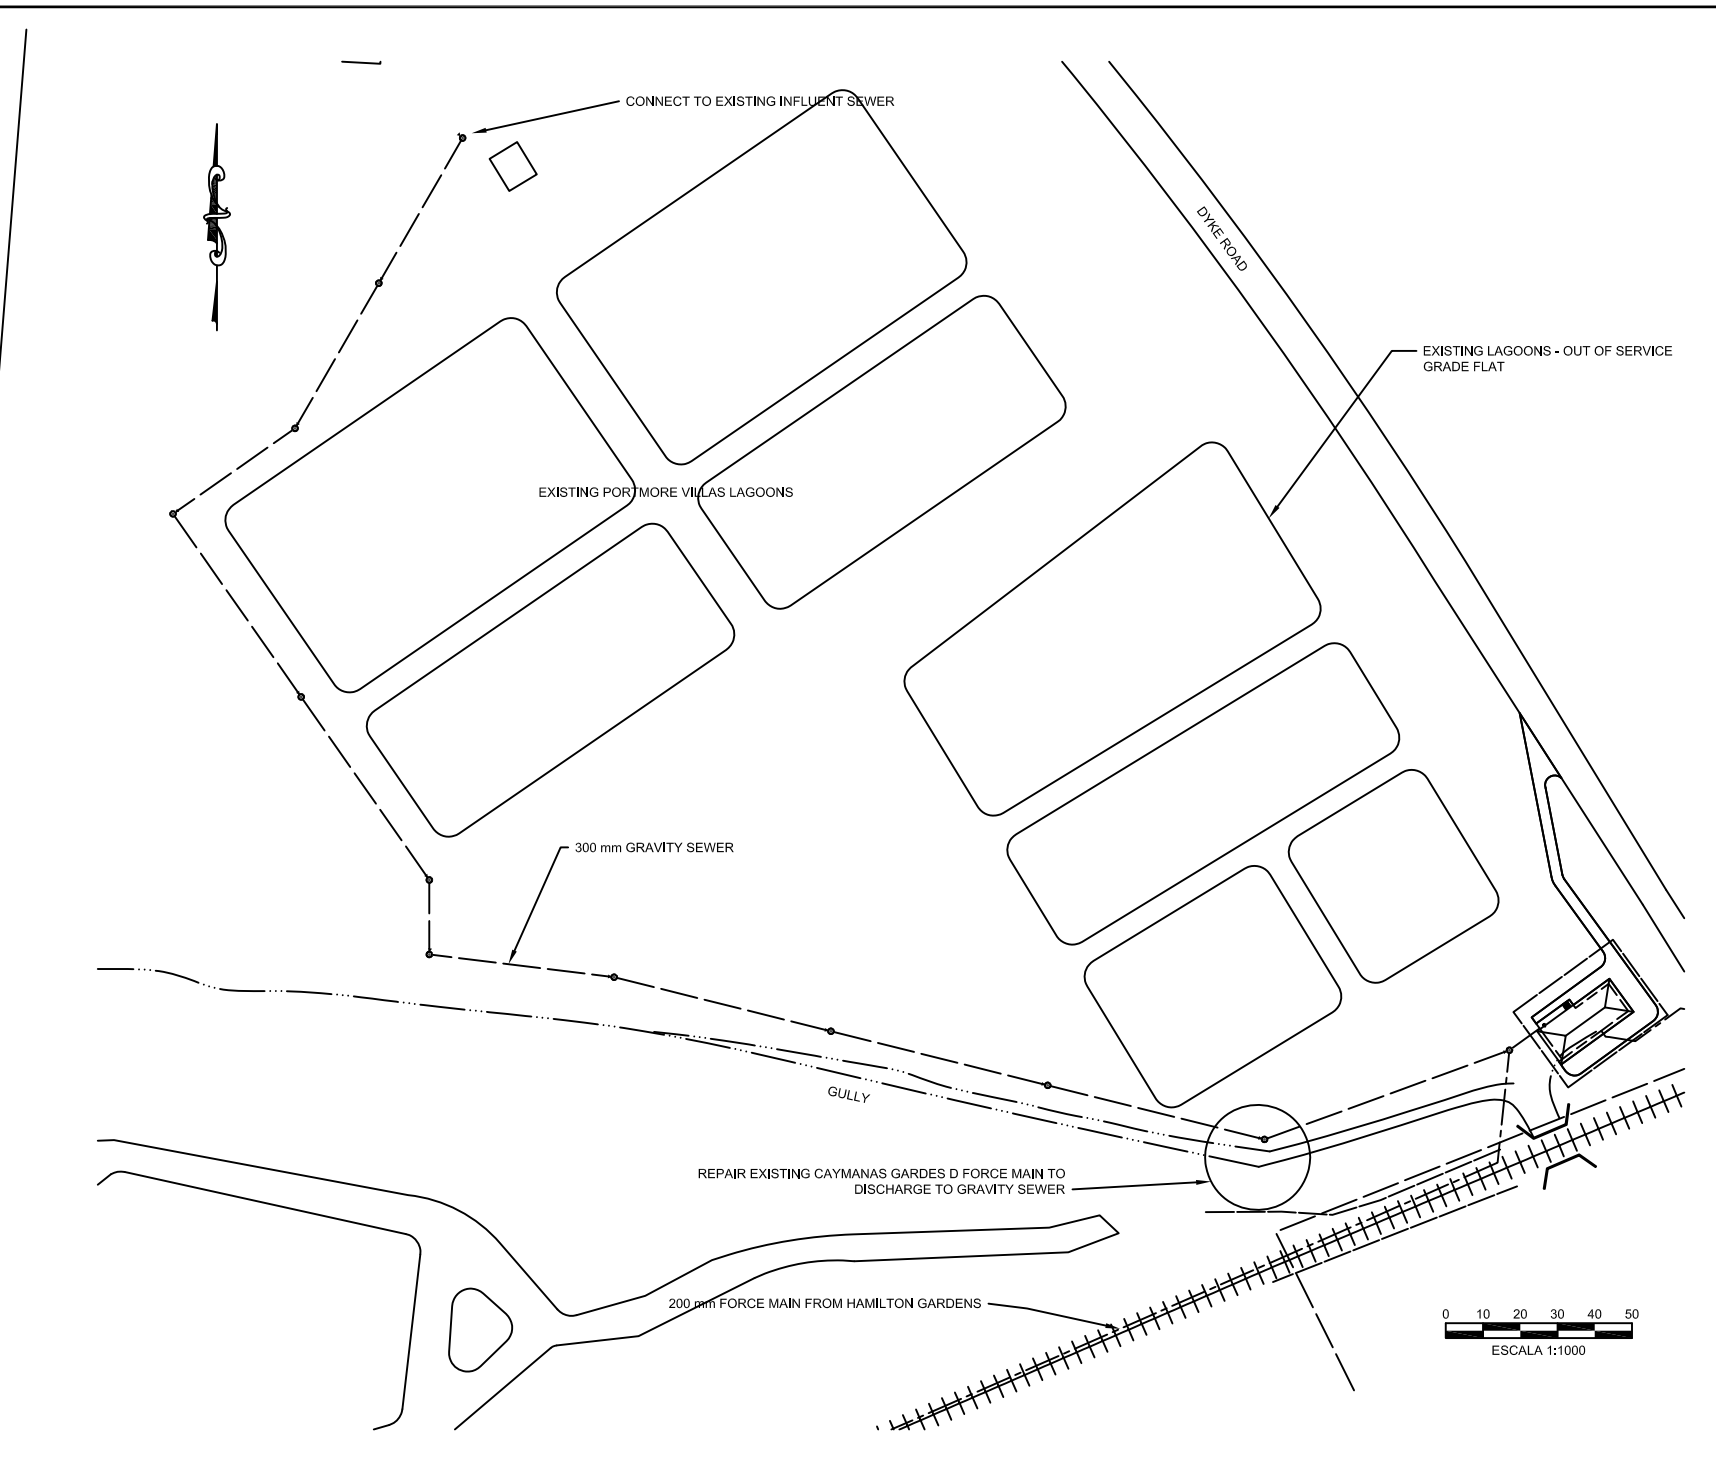 CONNECT TO EXISTING INFLUENT SEWER
DYKE ROAD
EXISTING LAGOONS - OUT OF SERVICE
GRADE FLAT
EXISTING PORTMORE VILLAS LAGOONS
300 mm GRAVITY SEWER
GULLY
REPAIR EXISTING CAYMANAS GARDES D FORCE MAIN TO
DISCHARGE TO GRAVITY SEWER
200 mm FORCE MAIN FROM HAMILTON GARDENS
0 10 20 30 40 50
ESCALA 1:1000